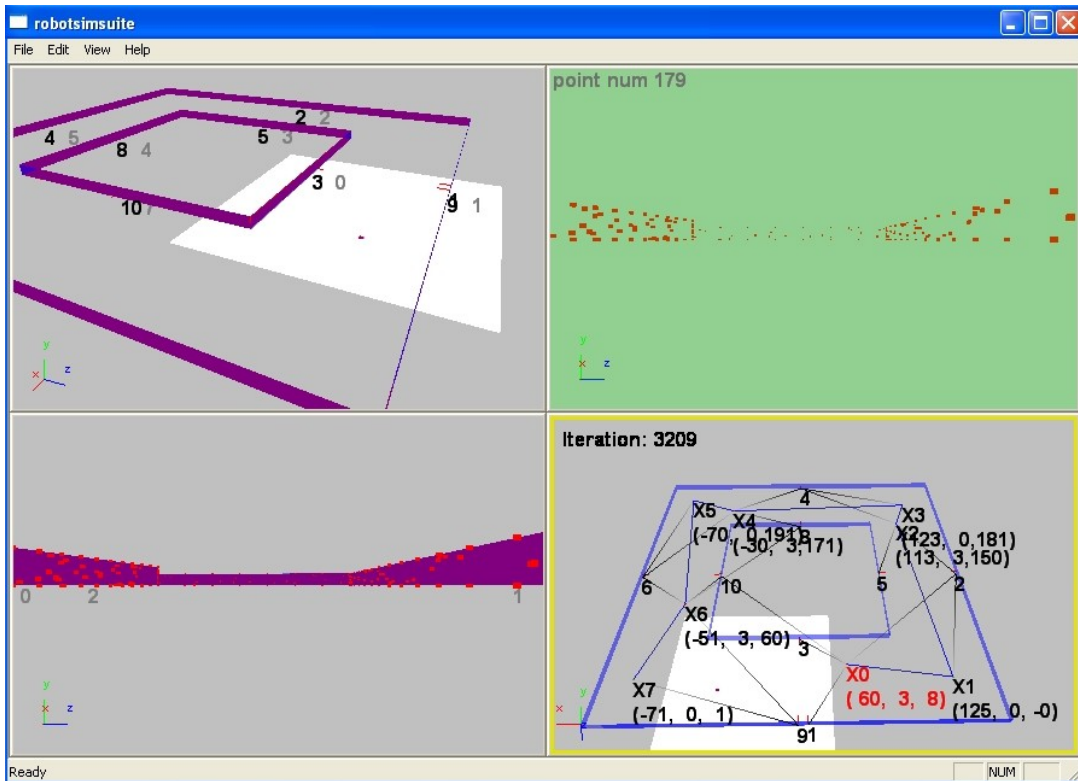 robotsimsuite
File Edit View Help
2 2
4 5
8 4
5 3
3 0
9 1
10
point num 179
x y z
y
x z
0 2 1
y
x z
Iteration: 3209
4
X5
X4
8
X3
X2
(-70, 0,191)
(-30, 3,171)
(123, 0,181)
(113, 3,150)
6
10
5
2
X6
(-51, 3, 60)
3
X0
( 60, 3, 8)
X7
(-71, 0, 1)
X1
(125, 0, -0)
91
y
x z
Ready
NUM